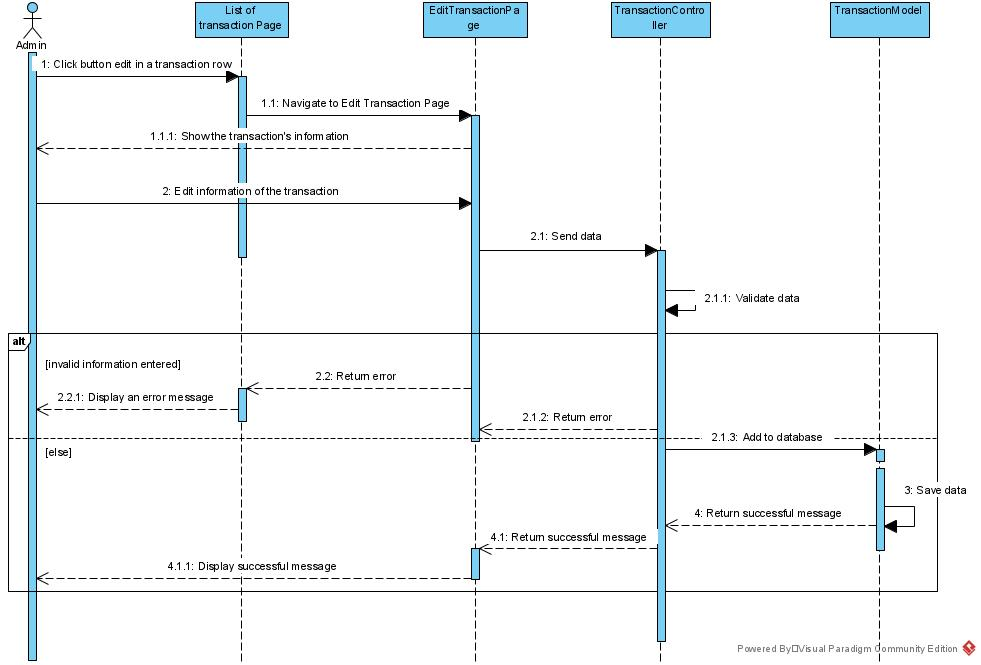 List of
transaction Page
EditTransactionPa
ge
TransactionContro
ller
TransactionModel
Admin
1: Click button edit in a transaction row
1.1: Navigate to Edit Transaction Page
1.1.1: Show the transaction's information
2: Edit information of the transaction
2.1: Send data
2.1.1: Validate data
alt
[invalid information entered]
2.2: Return error
2.2.1: Display an error message
2.1.2: Return error
2.1.3: Add to database
[else]
3: Save data
4: Return successful message
4.1: Return successful message
4.1.1: Display successful message
Powered By□Visual Paradigm Community Edition